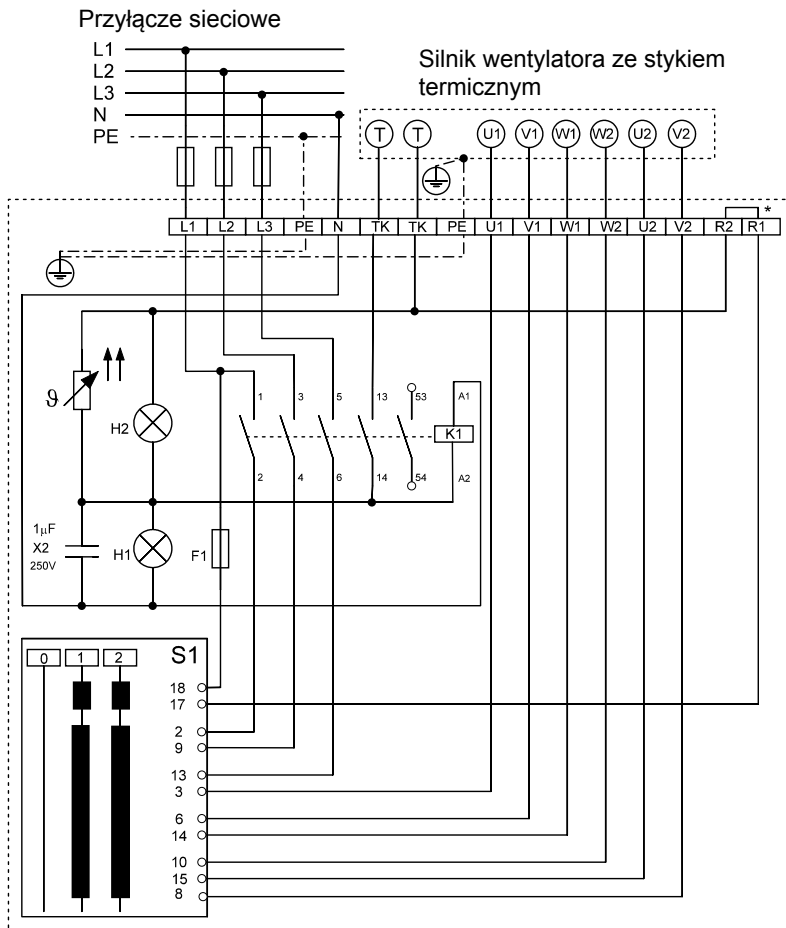 Przyłącze sieciowe
L1
L2
L3
N
PE
Silnik wentylatora ze stykiem
termicznym
T T U1 V1 W1 W2 U2 V2
L1 L2 L3 PE N TK TK PE U1 V1 W1 W2 U2 V2 R2 R1 *
ϑ
H2
1 3 5 13 53 A1
K1
2 4 6 14 54 A2
1µF
X2
250V
H1
F1
0 1 2 S1
18
17
2
9
13
3
6
14
10
15
8